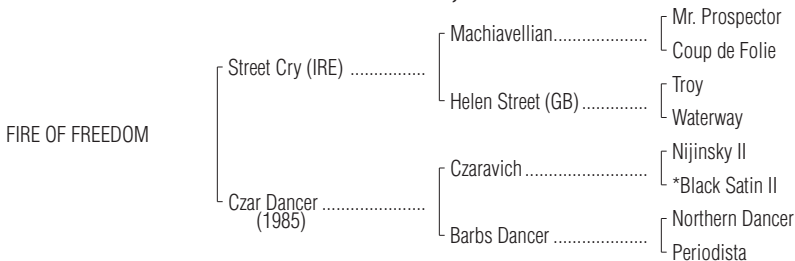 Mr. Prospector
Machiavellian....................
Coup de Folie
Street Cry (IRE) ................
Troy
Helen Street (GB) ..............
Waterway
FIRE OF FREEDOM
Nijinsky II
Czaravich..........................
*Black Satin II
Czar Dancer ......................
(1985)
Northern Dancer
Barbs Dancer ....................
Periodista